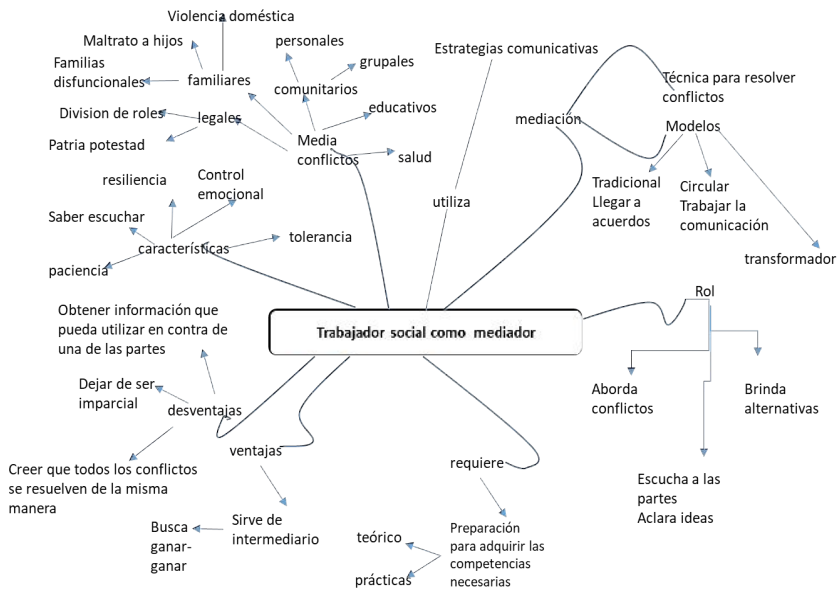 Violencia doméstica
Maltrato a hijos
personales
Estrategias comunicativas
Familias
disfuncionales
familiares
grupales
comunitarios
Técnica para resolver
conflictos
Division de roles
legales
educativos
mediación
Modelos
Patria potestad
Media
conflictos
salud
resiliencia
Control
emocional
Tradicional
Llegar a
acuerdos
Circular
Trabajar la
comunicación
utiliza
Saber escuchar
características
tolerancia
transformador
paciencia
Rol
Obtener información que
pueda utilizar en contra de
una de las partes
Trabajador social como mediador
Dejar de ser
imparcial
desventajas
Aborda
conflictos
Brinda
alternativas
ventajas
requiere
Creer que todos los conflictos
se resuelven de la misma
manera
Escucha a las
partes
Aclara ideas
Busca
ganar-
ganar
Sirve de
intermediario
teórico
prácticas
Preparación
para adquirir las
competencias
necesarias